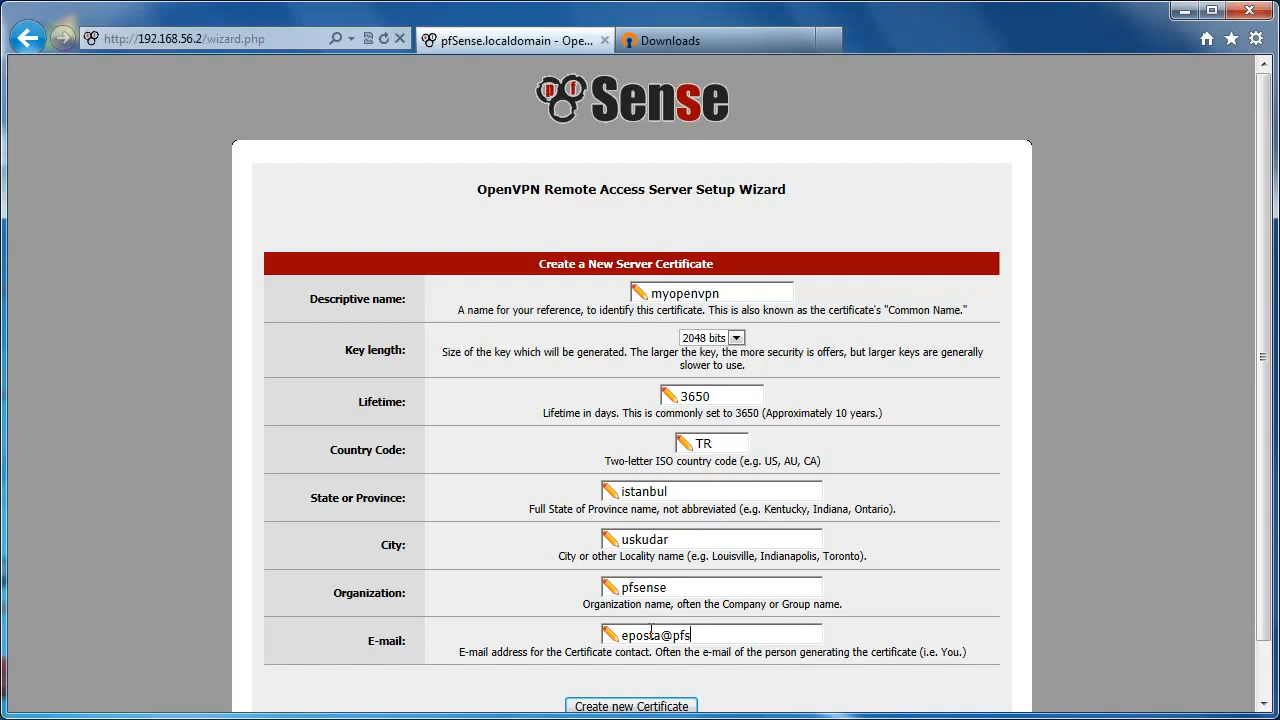 http://192.168.56.2/wizard.php
pfSense.localdomain - Ope...
Downloads
pf Sense
OpenVPN Remote Access Server Setup Wizard
Create a New Server Certificate
Descriptive name:
myopenvpn
A name for your reference, to identify this certificate. This is also known as the certificate's "Common Name."
Key length:
2048 bits
Size of the key which will be generated. The larger the key, the more security is offers, but larger keys are generally
slower to use.
Lifetime:
3650
Lifetime in days. This is commonly set to 3650 (Approximately 10 years.)
Country Code:
TR
Two-letter ISO country code (e.g. US, AU, CA)
State or Province:
istanbul
Full State of Province name, not abbreviated (e.g. Kentucky, Indiana, Ontario).
City:
uskudar
City or other Locality name (e.g. Louisville, Indianapolis, Toronto).
Organization:
pfsense
Organization name, often the Company or Group name.
E-mail:
eposta@pfs
E-mail address for the Certificate contact. Often the e-mail of the person generating the certificate (i.e. You.)
Create new Certificate